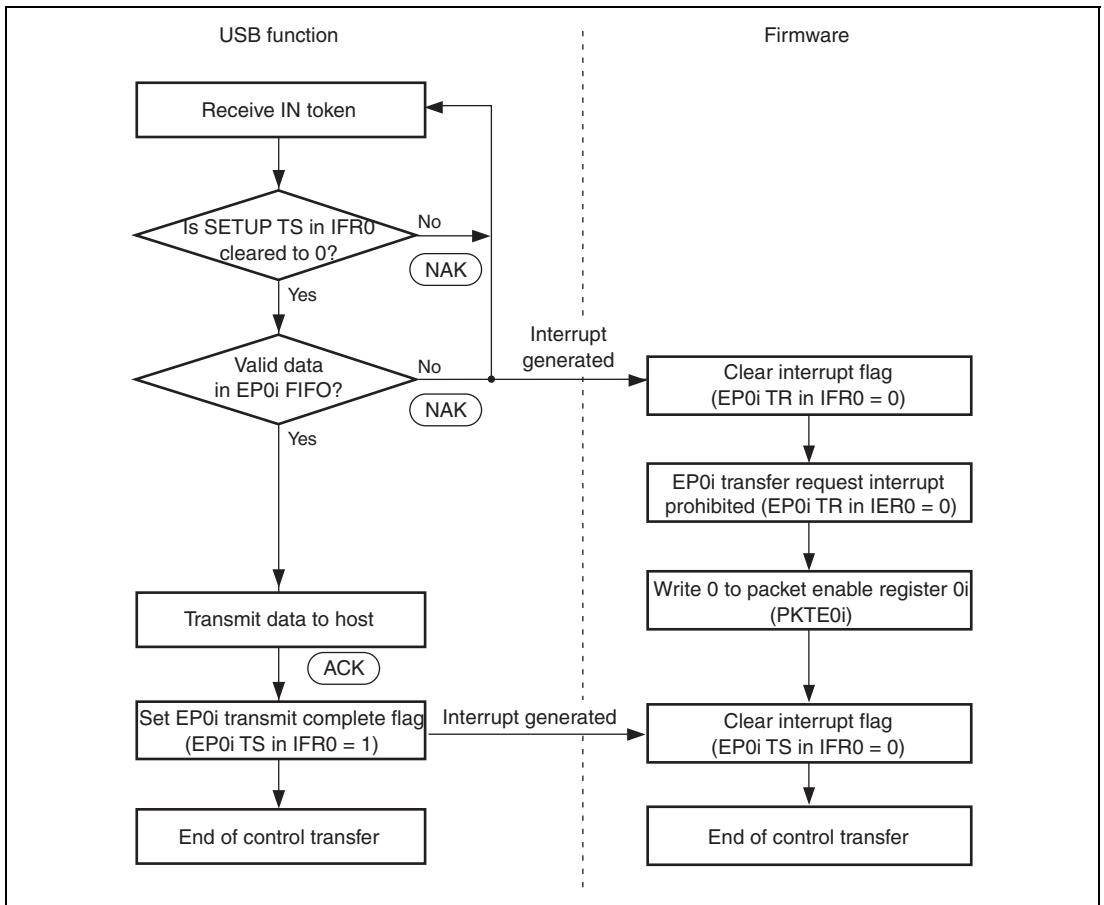 USB function
Firmware
Receive IN token
Is SETUP TS in IFR0
cleared to 0?
No
NAK
Yes
Valid data
in EP0i FIFO?
No
NAK
Yes
Interrupt
generated
Clear interrupt flag
(EP0i TR in IFR0 = 0)
EP0i transfer request interrupt
prohibited (EP0i TR in IER0 = 0)
Write 0 to packet enable register 0i
(PKTE0i)
Transmit data to host
ACK
Set EP0i transmit complete flag
(EP0i TS in IFR0 = 1)
Interrupt generated
Clear interrupt flag
(EP0i TS in IFR0 = 0)
End of control transfer
End of control transfer